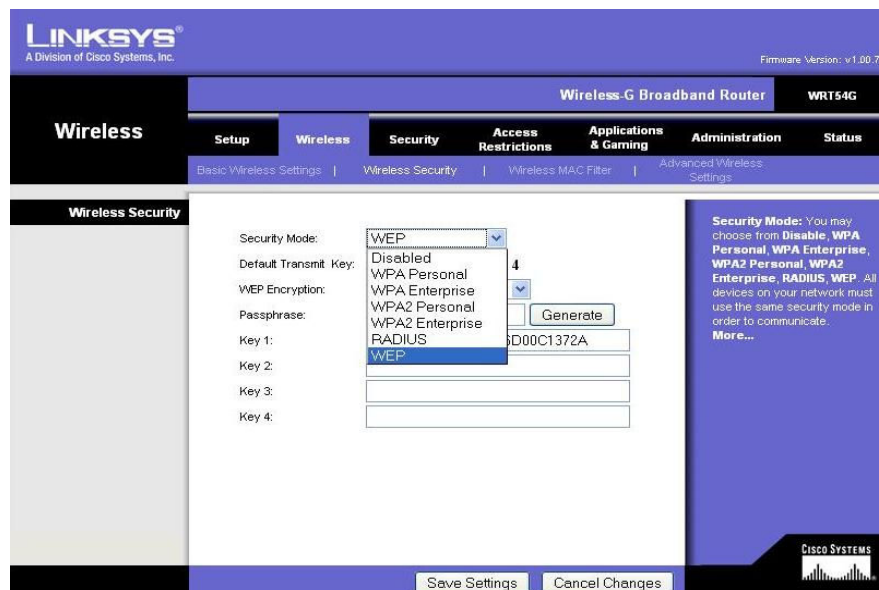 LINKSYS®
A Division of Cisco Systems, Inc.
Firmware Version: v1.00.7
Wireless-G Broadband Router WRT54G
Wireless
Setup Wireless Security Access Restrictions Applications & Gaming Administration Status
Basic Wireless Settings | Wireless Security | Wireless MAC Filter | Advanced Wireless Settings
Wireless Security
Security Mode: WEP
Disabled
WPA Personal
WPA Enterprise
WPA2 Personal
WPA2 Enterprise
RADIUS
WEP
Default Transmit Key: 4
WEP Encryption:
Passphrase: Generate
Key 1: D00C1372A
Key 2:
Key 3:
Key 4:
Security Mode: You may
choose from Disable, WPA
Personal, WPA Enterprise,
WPA2 Personal, WPA2
Enterprise, RADIUS, WEP. All
devices on your network must
use the same security mode in
order to communicate.
More...
Save Settings Cancel Changes
CISCO SYSTEMS